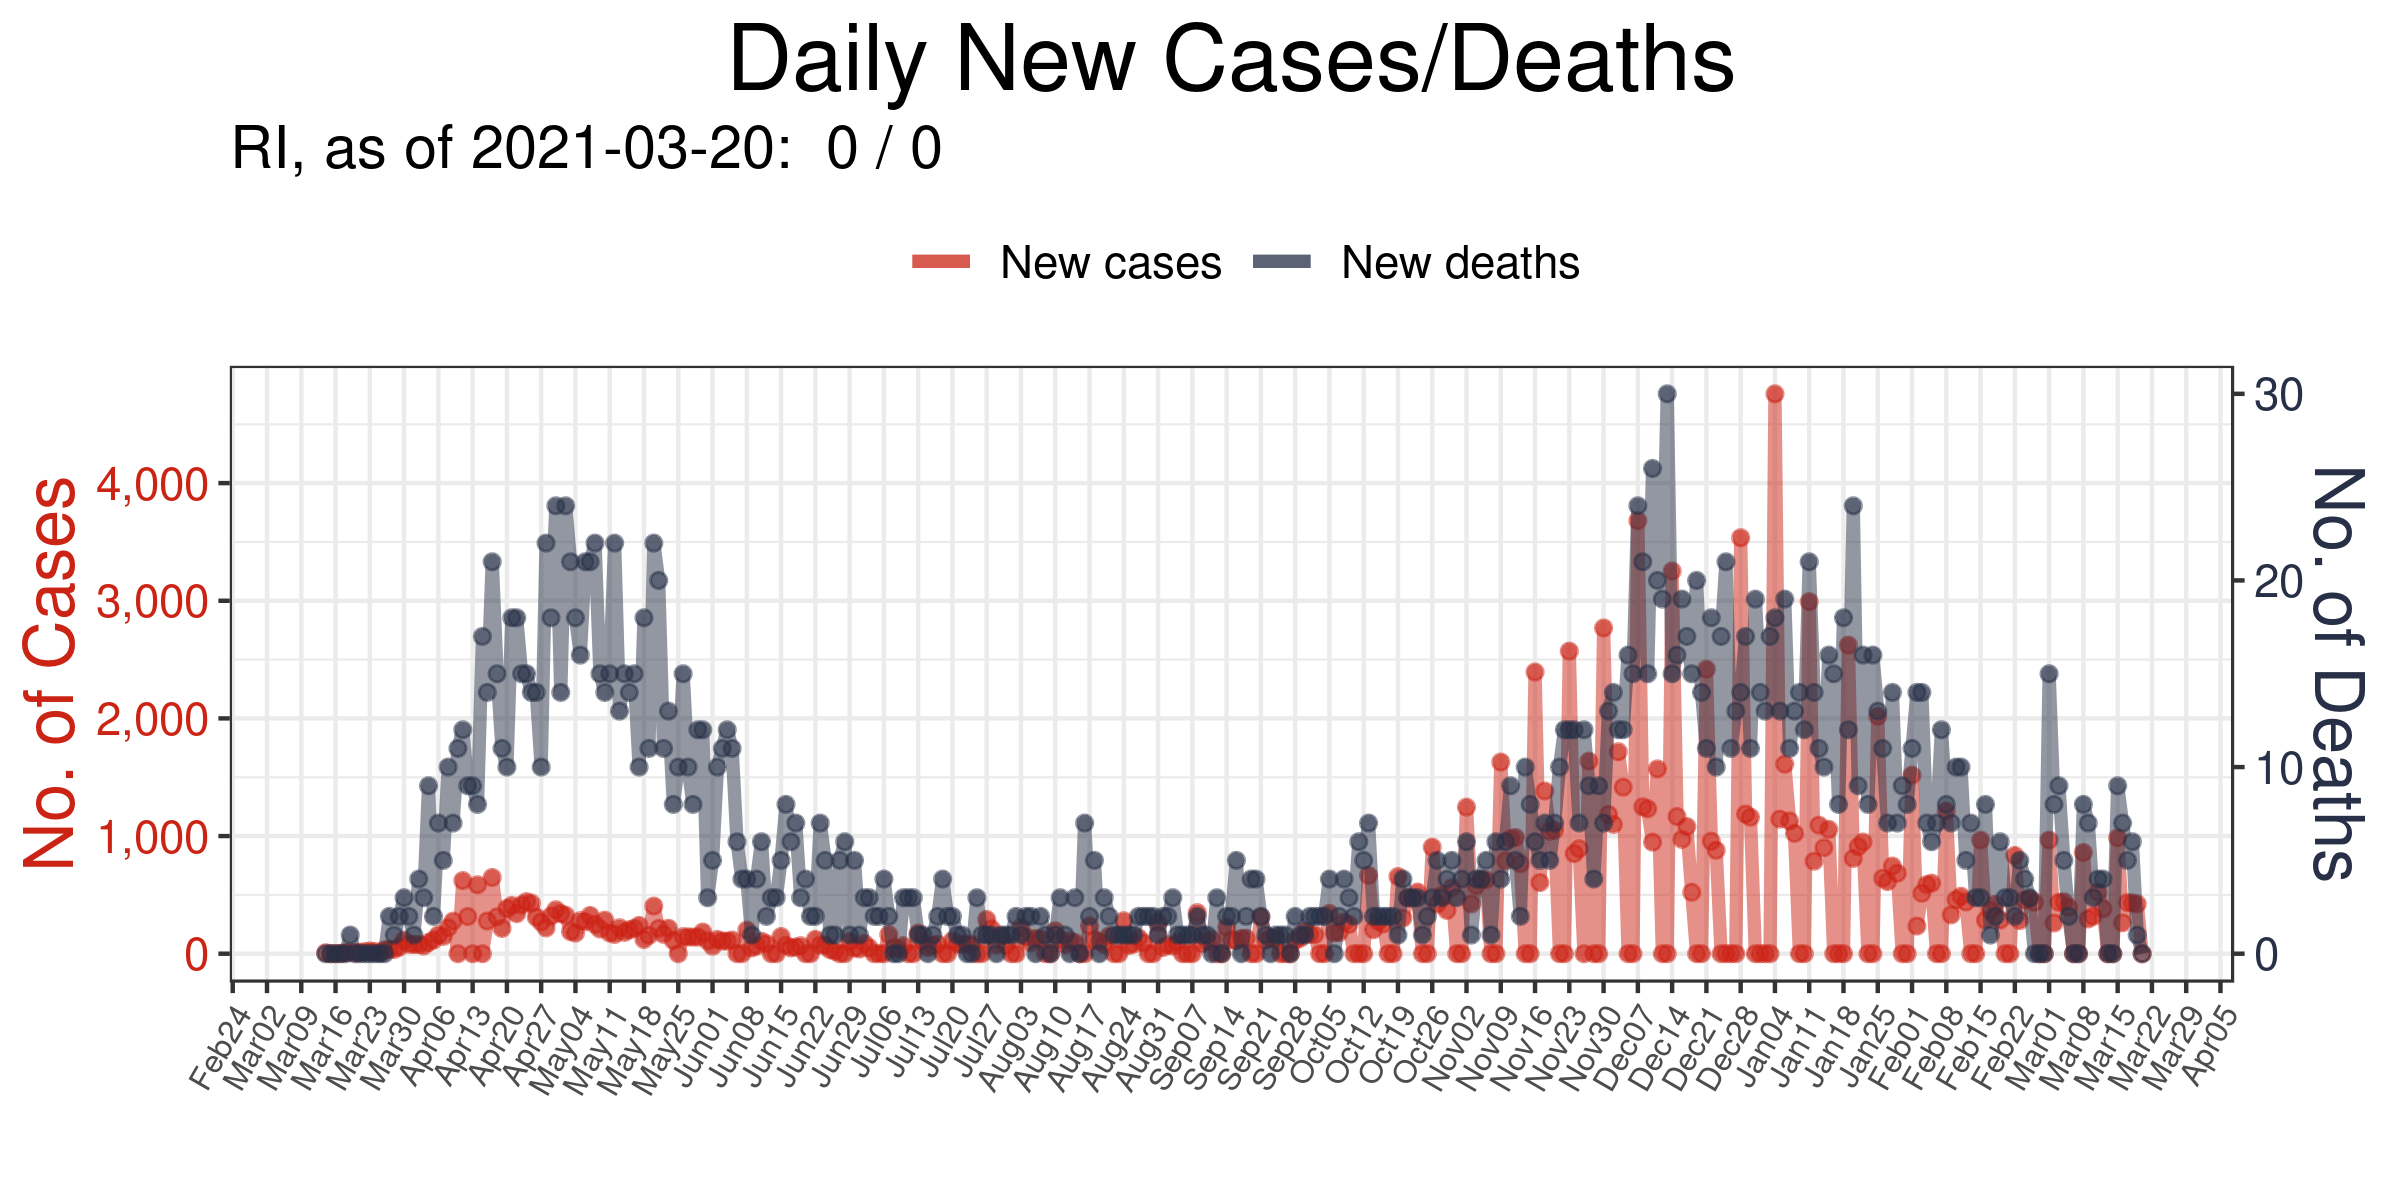 Daily New Cases/Deaths
RI, as of 2021-03-20:  0 / 0
New cases
New deaths
No. of Cases
4,000
3,000
2,000
1,000
0
30
20
10
0
No. of Deaths
Feb24
Mar02
Mar09
Mar16
Mar23
Mar30
Apr06
Apr13
Apr20
Apr27
May04
May11
May18
May25
Jun01
Jun08
Jun15
Jun22
Jun29
Jul06
Jul13
Jul20
Jul27
Aug03
Aug10
Aug17
Aug24
Aug31
Sep07
Sep14
Sep21
Sep28
Oct05
Oct12
Oct19
Oct26
Nov02
Nov09
Nov16
Nov23
Nov30
Dec07
Dec14
Dec21
Dec28
Dec04
Jan11
Jan18
Jan25
Feb01
Feb08
Feb15
Feb22
Mar01
Mar08
Mar15
Mar22
Mar29
Apr05